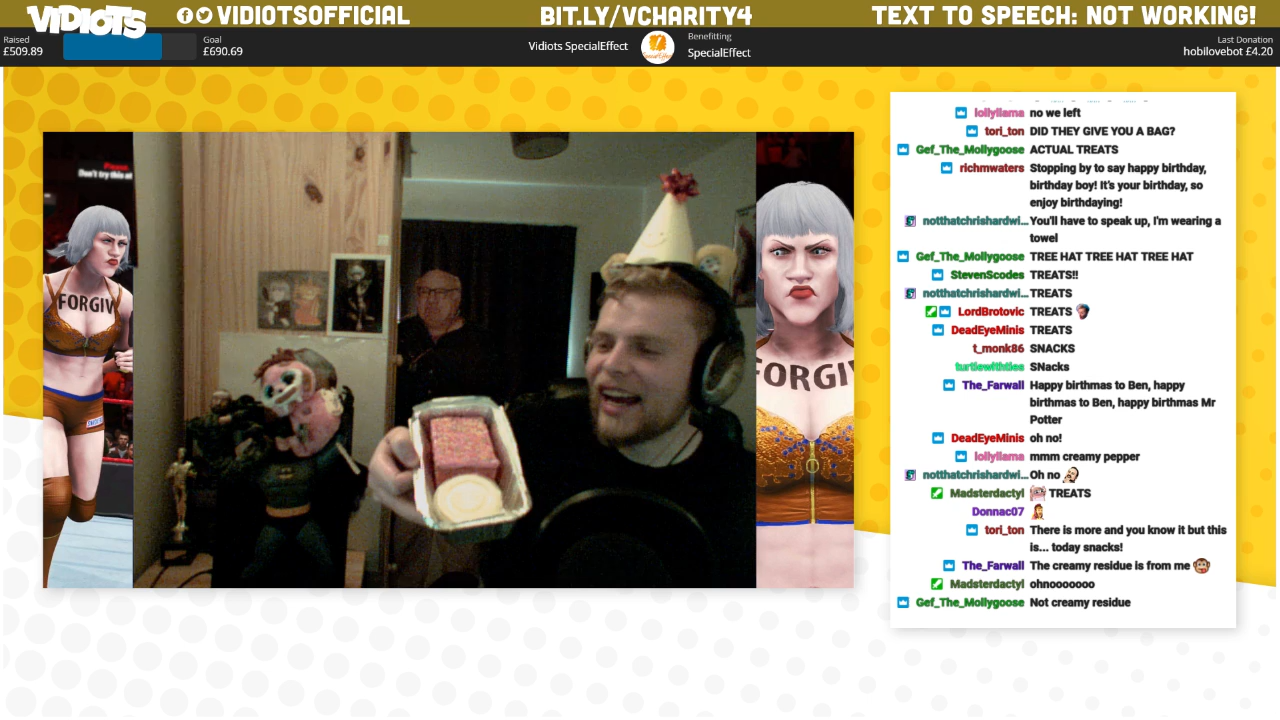 VIDIOTS
VIDIOTSOFFICIAL
BIT.LY/VCHARITY4
TEXT TO SPEECH: NOT WORKING!
Raised
£509.89
Goal
£690.69
Vidiots SpecialEffect
Benefitting
SpecialEffect
Last Donation
hobilovebot £4.20
Please,
Don't try this at
FORGIV
FORGIV
lollyllama no we left
tori_ton DID THEY GIVE YOU A BAG?
Gef_The_Mollygoose ACTUAL TREATS
richmwaters Stopping by to say happy birthday,
birthday boy! It's your birthday, so
enjoy birthdaying!
notthatchrishardwi... You'll have to speak up, I'm wearing a
towel
Gef_The_Mollygoose TREE HAT TREE HAT TREE HAT
StevenScodes TREATS!!
notthatchrishardwi... TREATS
LordBrotovic TREATS
DeadEyeMinis TREATS
t_monk86 SNACKS
turtlewithties SNacks
The_Farwall Happy birthmas to Ben, happy
birthmas to Ben, happy birthmas Mr
Potter
DeadEyeMinis oh no!
lollyllama mmm creamy pepper
notthatchrishardwi... Oh no
Madsterdactyl TREATS
Donnac07
tori_ton There is more and you know it but this
is... today snacks!
The_Farwall The creamy residue is from me
Madsterdactyl ohnooooooo
Gef_The_Mollygoose Not creamy residue